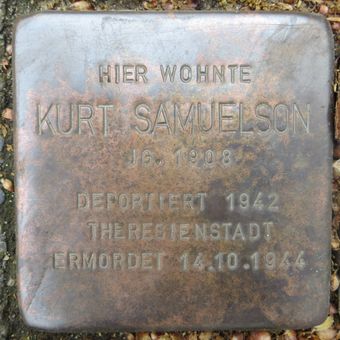 HIER WOHNTE
KURT SAMUELSON
JG. 1908
DEPORTIERT 1942
THERESIENSTADT
ERMORDET 14.10.1944